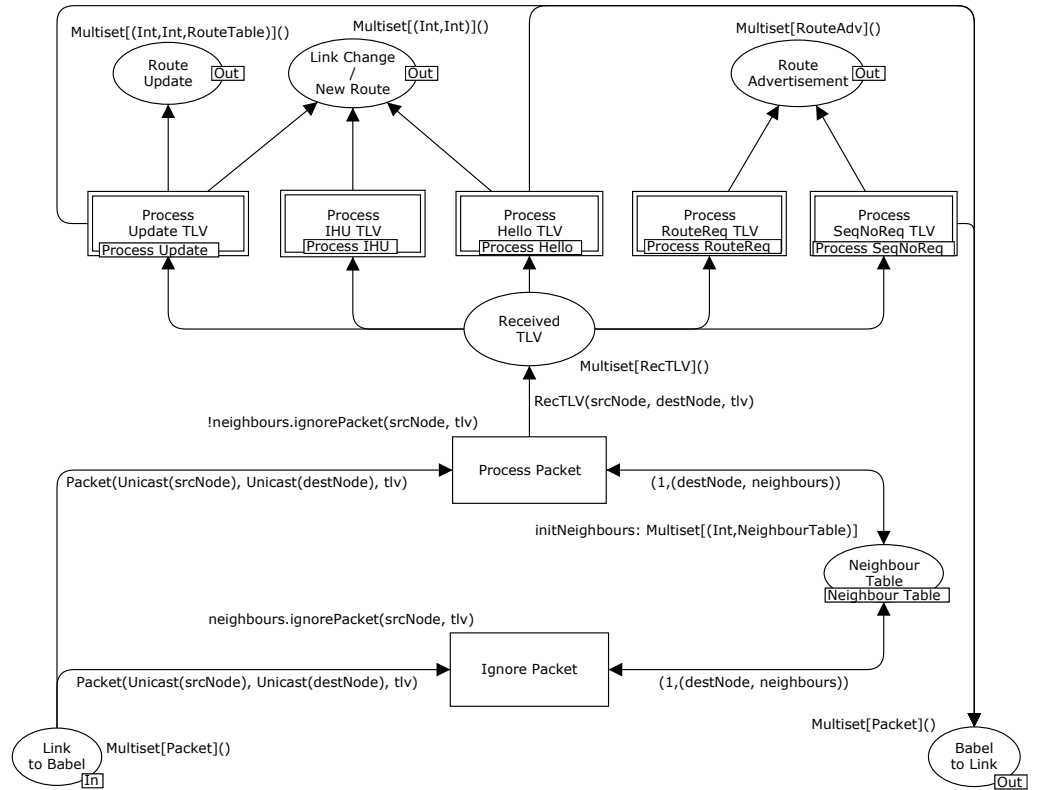 Multiset[(Int,Int,RouteTable)]()
Multiset[(Int,Int)]()
Multiset[RouteAdv]()
Route
Update
Out
Link Change
/
New Route
Out
Route
Advertisement
Out
Process
Update TLV
Process Update
Process
IHU TLV
Process IHU
Process
Hello TLV
Process Hello
Process
RouteReq TLV
Process RouteReq
Process
SeqNoReq TLV
Process SeqNoReq
Received
TLV
Multiset[RecTLV]()
RecTLV(srcNode, destNode, tlv)
!neighbours.ignorePacket(srcNode, tlv)
Process Packet
Packet(Unicast(srcNode), Unicast(destNode), tlv)
(1,(destNode, neighbours))
initNeighbours: Multiset[(Int,NeighbourTable)]
Neighbour
Table
Neighbour Table
neighbours.ignorePacket(srcNode, tlv)
Ignore Packet
Packet(Unicast(srcNode), Unicast(destNode), tlv)
(1,(destNode, neighbours))
Link
to Babel
In
Multiset[Packet]()
Multiset[Packet]()
Babel
to Link
Out